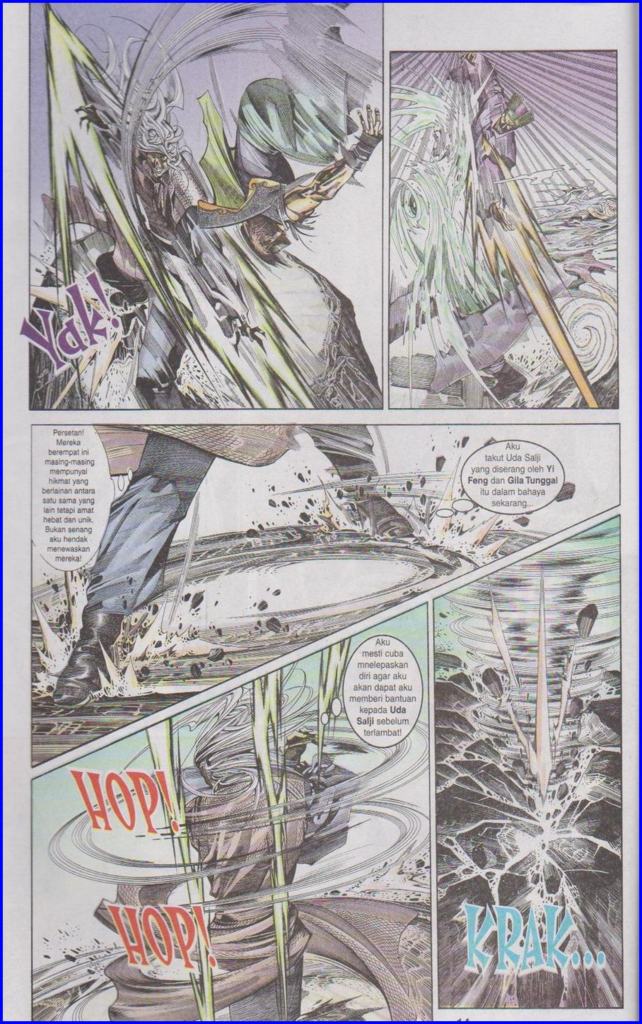 Yak!
Persetan!
Mereka
berempat ini
masing-masing
mempunyai
hikmat yang
berlainan antara
satu sama yang
lain tetapi amat
hebat dan unik.
Bukan senang
aku hendak
menewaskan
mereka!
Aku
takut Uda Salji
yang diserang oleh Yi
Feng dan Gila Tunggal
itu dalam bahaya
sekarang...
Aku
mesti cuba
mnelepaskan
diri agar aku
akan dapat aku
memberi bantuan
kepada Uda
Salji sebelum
terlambat!
HOP!
HOP!
KRAK...